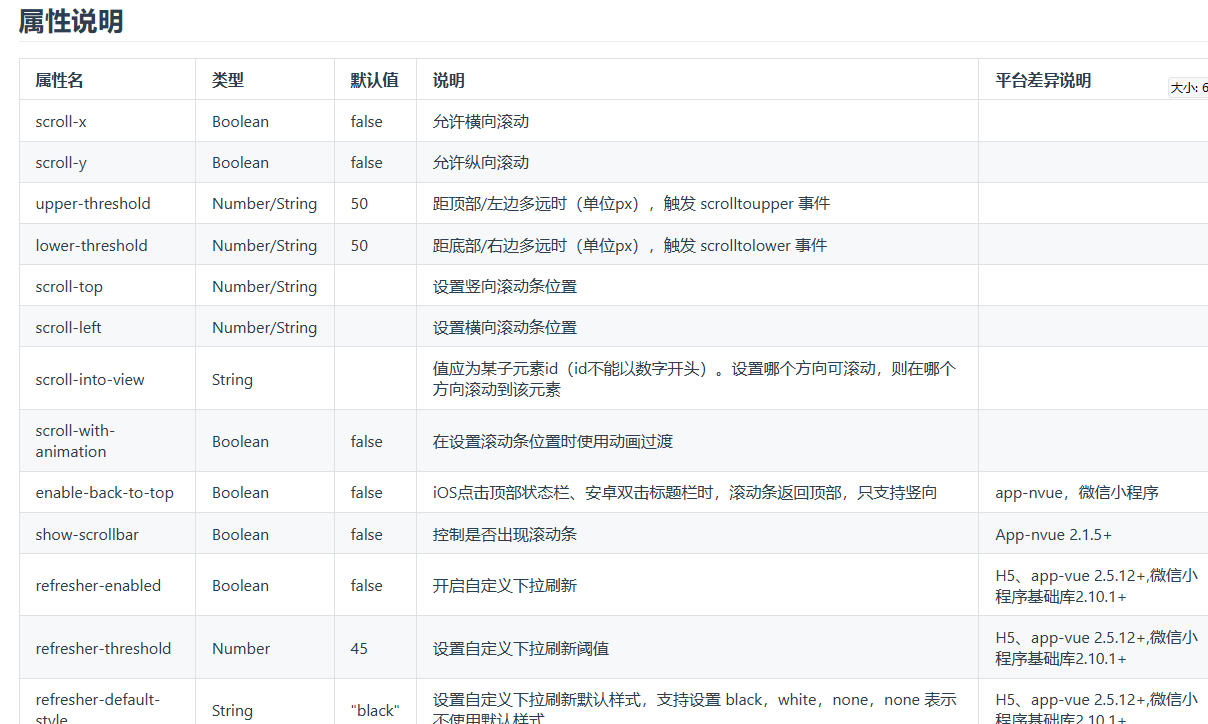 属性说明
属性名 类型 默认值 说明 平台差异说明
大小: 6
scroll-x Boolean false 允许横向滚动
scroll-y Boolean false 允许纵向滚动
upper-threshold Number/String 50 距顶部/左边多远时（单位px），触发 scrolltoupper 事件
lower-threshold Number/String 50 距底部/右边多远时（单位px），触发 scrolltolower 事件
scroll-top Number/String 设置竖向滚动条位置
scroll-left Number/String 设置横向滚动条位置
scroll-into-view String 值应为某子元素id（id不能以数字开头）。设置哪个方向可滚动，则在哪个
方向滚动到该元素
scroll-with-
animation Boolean false 在设置滚动条位置时使用动画过渡
enable-back-to-top Boolean false iOS点击顶部状态栏、安卓双击标题栏时，滚动条返回顶部，只支持竖向 app-nvue，微信小程序
show-scrollbar Boolean false 控制是否出现滚动条 App-nvue 2.1.5+
refresher-enabled Boolean false 开启自定义下拉刷新 H5、app-vue 2.5.12+,微信小
程序基础库2.10.1+
refresher-threshold Number 45 设置自定义下拉刷新阈值 H5、app-vue 2.5.12+,微信小
程序基础库2.10.1+
refresher-default-
style String "black" 设置自定义下拉刷新默认样式，支持设置 black，white，none，none 表示
不使用默认样式 H5、app-vue 2.5.12+,微信小
程序基础库2.10.1+